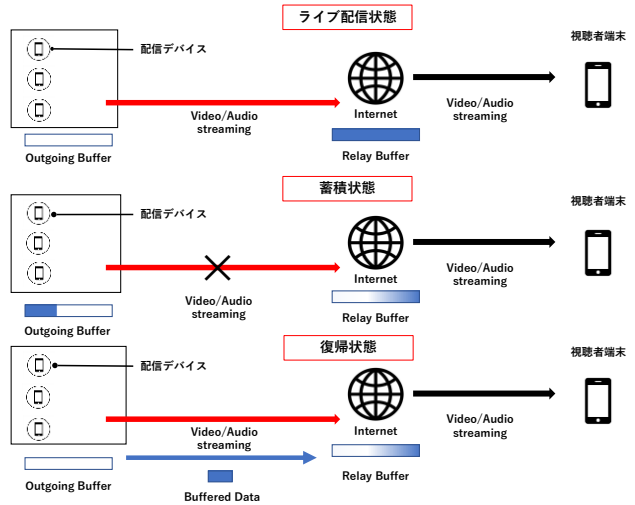 ライブ配信状態
視聴者端末
配信デバイス
Video/Audio
streaming
Internet
Video/Audio
streaming
Outgoing Buffer
Relay Buffer
蓄積状態
視聴者端末
配信デバイス
Video/Audio
streaming
Internet
Video/Audio
streaming
Outgoing Buffer
Relay Buffer
復帰状態
視聴者端末
配信デバイス
Video/Audio
streaming
Internet
Video/Audio
streaming
Outgoing Buffer
Relay Buffer
Buffered Data